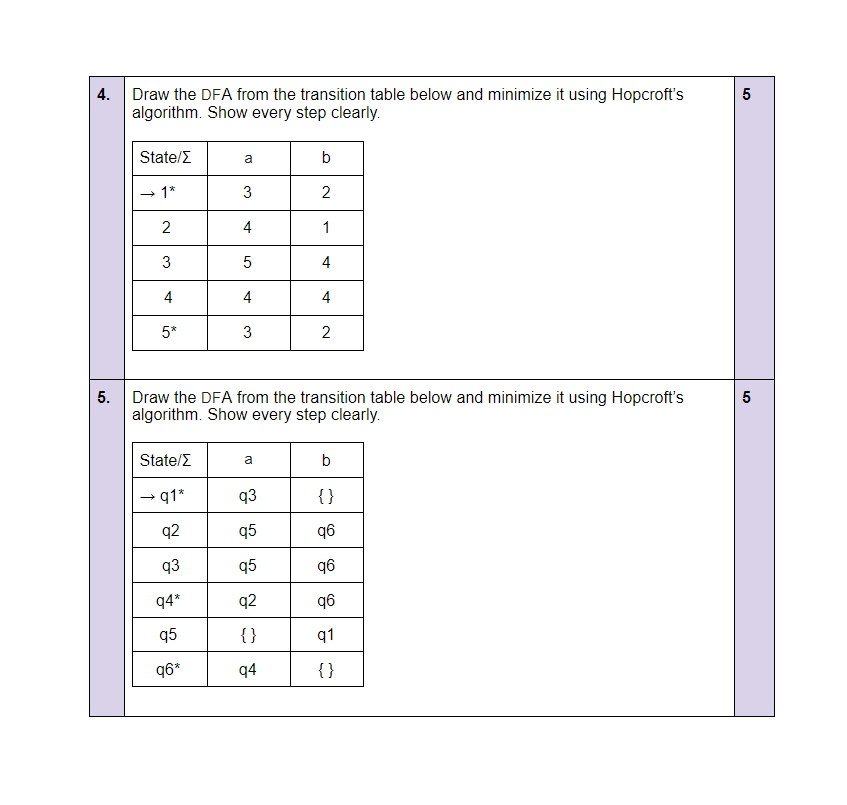 4. Draw the DFA from the transition table below and minimize it using Hopcroft's 5
algorithm. Show every step clearly.
State/Σ a b
→ 1* 3 2
2 4 1
3 5 4
4 4 4
5* 3 2
5. Draw the DFA from the transition table below and minimize it using Hopcroft's 5
algorithm. Show every step clearly.
State/Σ a b
→ q1* q3 { }
q2 q5 q6
q3 q5 q6
q4* q2 q6
q5 { } q1
q6* q4 { }